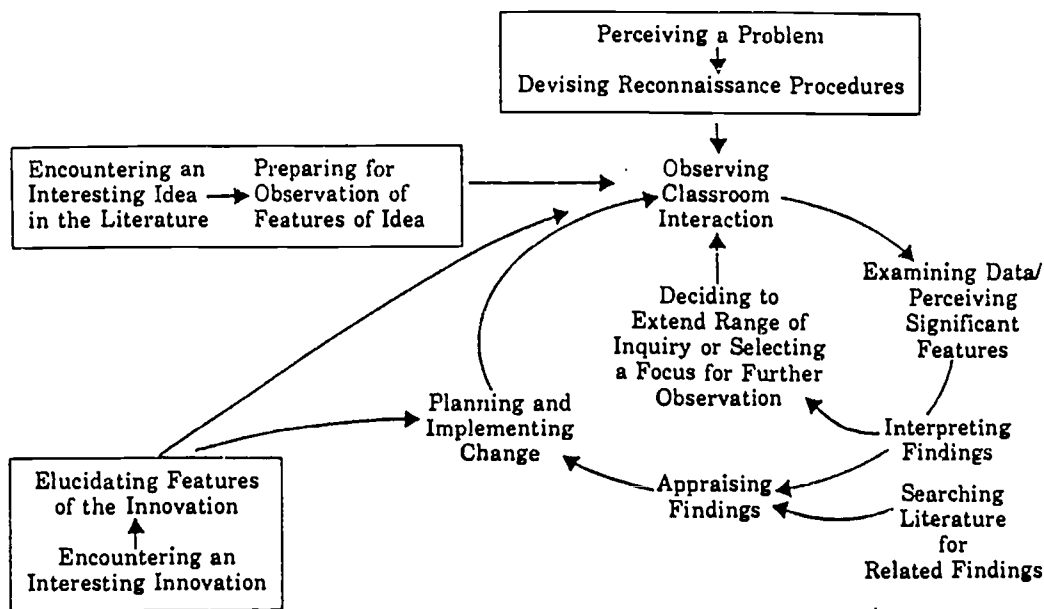 Perceiving a Problem
Devising Reconnaissance Procedures
Encountering an
Interesting Idea
in the Literature
Preparing for
Observation of
Features of Idea
Observing
Classroom
Interaction
Examining Data/
Perceiving
Significant
Features
Deciding to
Extend Range of
Inquiry or Selecting
a Focus for Further
Observation
Planning and
Implementing
Change
Interpreting
Findings
Appraising
Findings
Searching
Literature
for
Related Findings
Elucidating Features
of the Innovation
Encountering an
Interesting Innovation